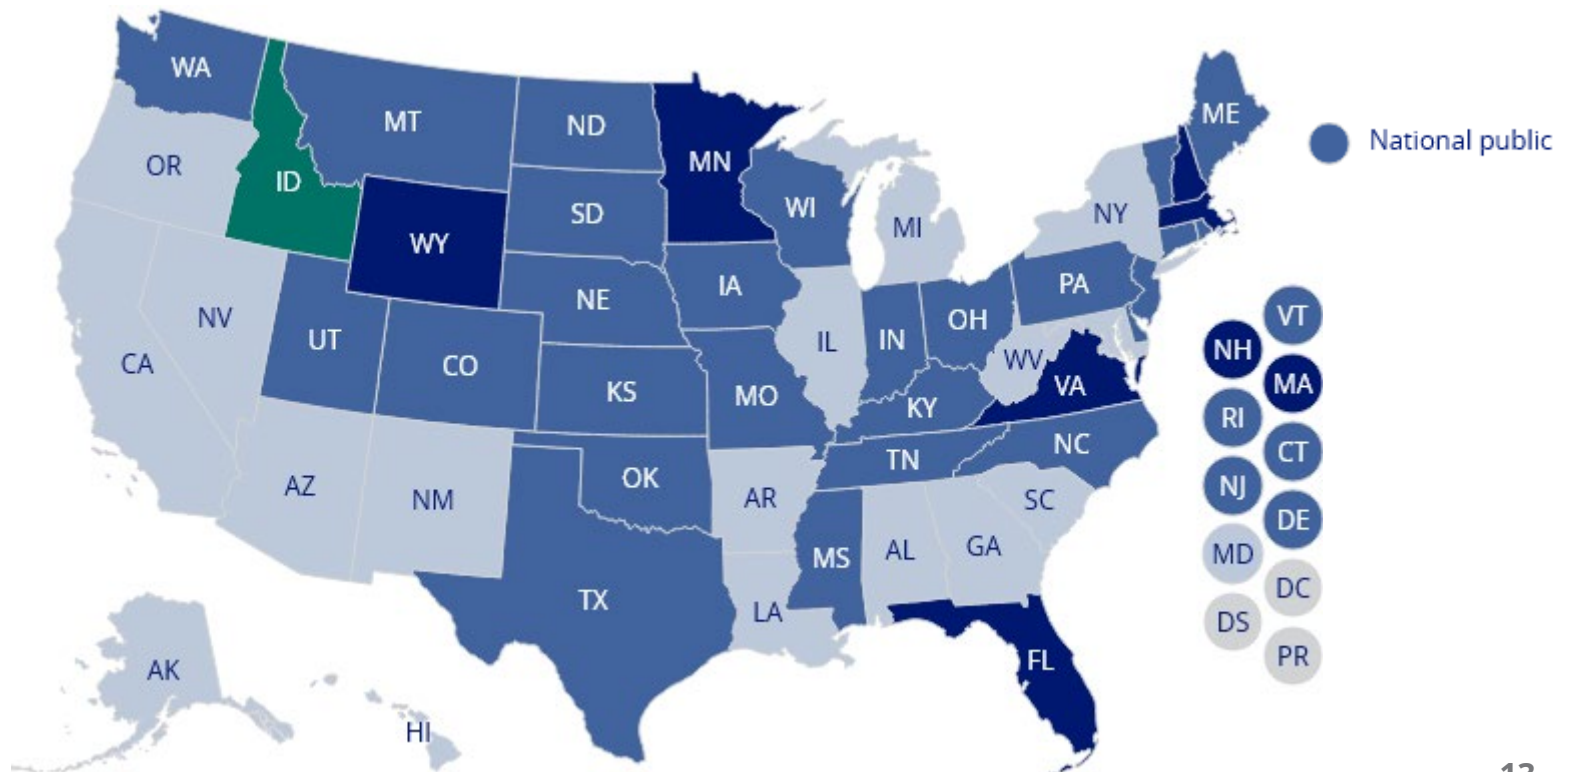 WA
MT
ND
MN
ME
National public
OR
ID
SD
WI
MI
NY
WY
NE
IA
PA
NV
UT
CO
IL
IN
OH
VT
CA
KS
MO
WV
VA
NH
MA
KY
RI
NC
CT
TN
AZ
NM
OK
AR
SC
NJ
DE
MS
AL
GA
MD
TX
LA
DC
DS
FL
PR
AK
HI